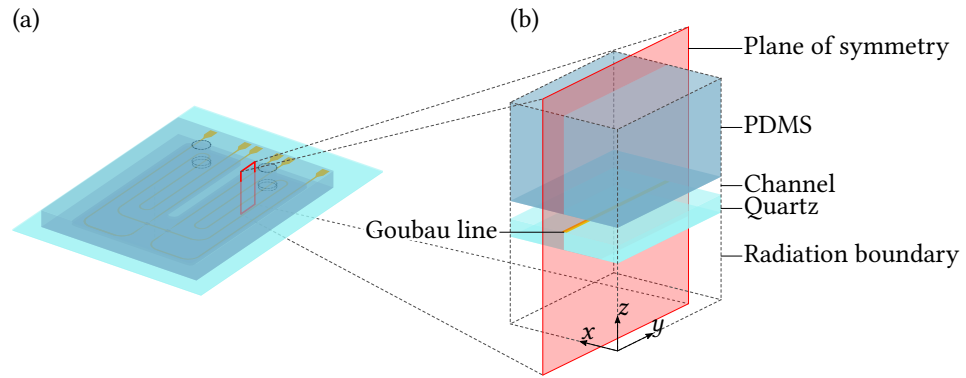 (a)
(b)
Plane of symmetry
PDMS
Channel
Quartz
Goubau line
Radiation boundary
z
x
y